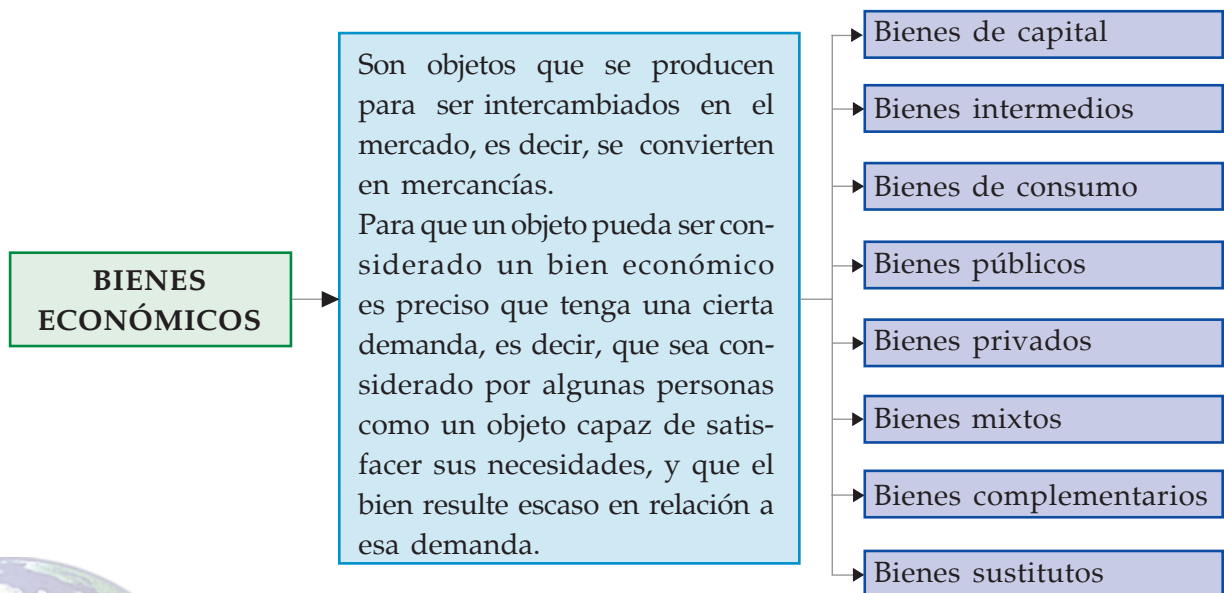 BIENES
ECONÓMICOS
Son objetos que se producen
para ser intercambiados en el
mercado, es decir, se convierten
en mercancías.
Para que un objeto pueda ser con-
siderado un bien económico
es preciso que tenga una cierta
demanda, es decir, que sea con-
siderado por algunas personas
como un objeto capaz de satis-
facer sus necesidades, y que el
bien resulte escaso en relación a
esa demanda.
Bienes de capital
Bienes intermedios
Bienes de consumo
Bienes públicos
Bienes privados
Bienes mixtos
Bienes complementarios
Bienes sustitutos